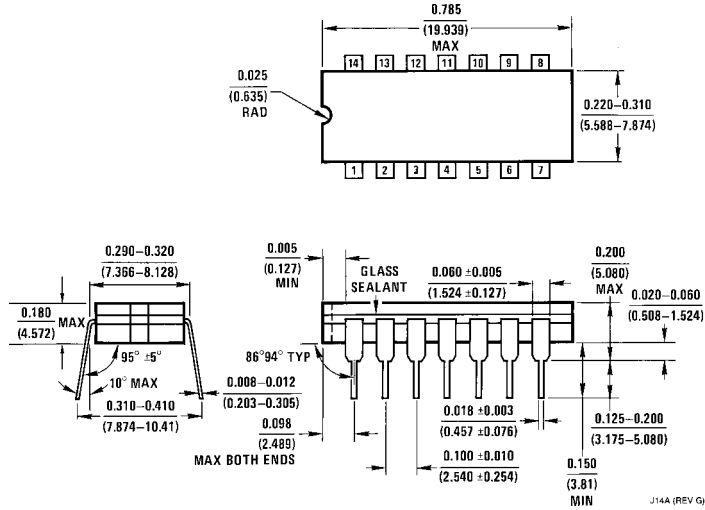 0.785
(19.939)
MAX
14 13 12 11 10 9 8
0.025
(0.635)
RAD
0.220–0.310
(5.588–7.874)
1 2 3 4 5 6 7
0.290–0.320
(7.366–8.128)
0.005
(0.127)
MIN
GLASS
SEALANT
0.060 ±0.005
(1.524 ±0.127)
0.200
(5.080)
MAX
0.020–0.060
(0.508–1.524)
0.180
(4.572)
MAX
95° ±5°
86°94° TYP
10° MAX
0.008–0.012
(0.203–0.305)
0.310–0.410
(7.874–10.41)
0.098
(2.489)
MAX BOTH ENDS
0.018 ±0.003
(0.457 ±0.076)
0.100 ±0.010
(2.540 ±0.254)
0.125–0.200
(3.175–5.080)
0.150
(3.81)
MIN
J14A (REV G)